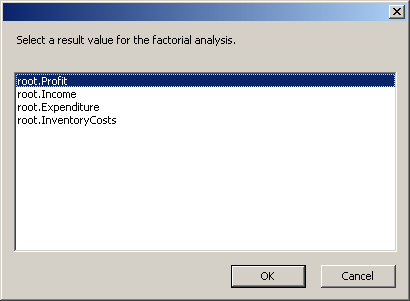 Select a result value for the factorial analysis.
root.Profit
root.Income
root.Expenditure
root.InventoryCosts
OK
Cancel